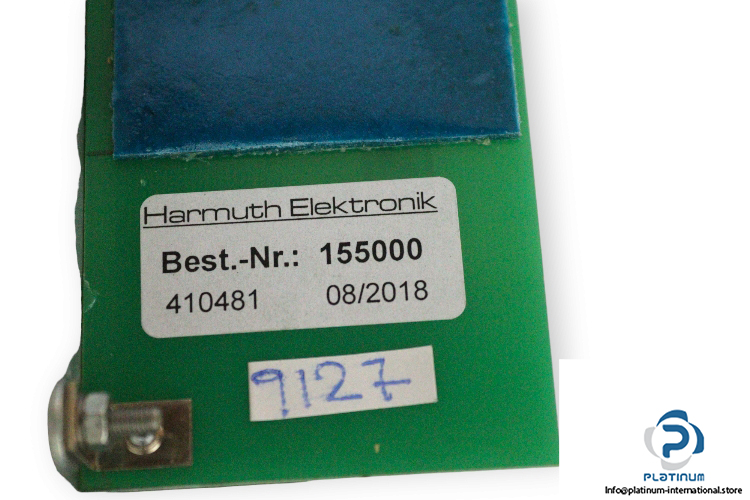 Harmuth Elektronik
Best.-Nr.: 155000
410481 08/2018
9127
PLATINUM
Info@platinum-international.store